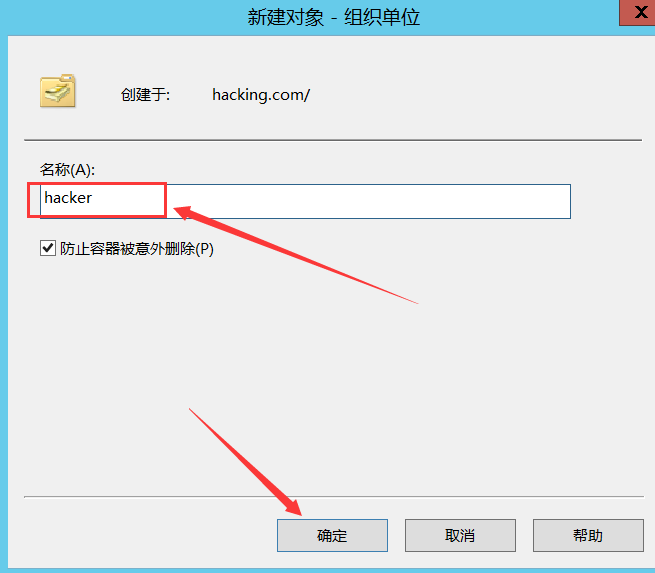 新建对象 - 组织单位
创建于: hacking.com/
名称(A):
hacker
防止容器被意外删除(P)
确定 取消 帮助